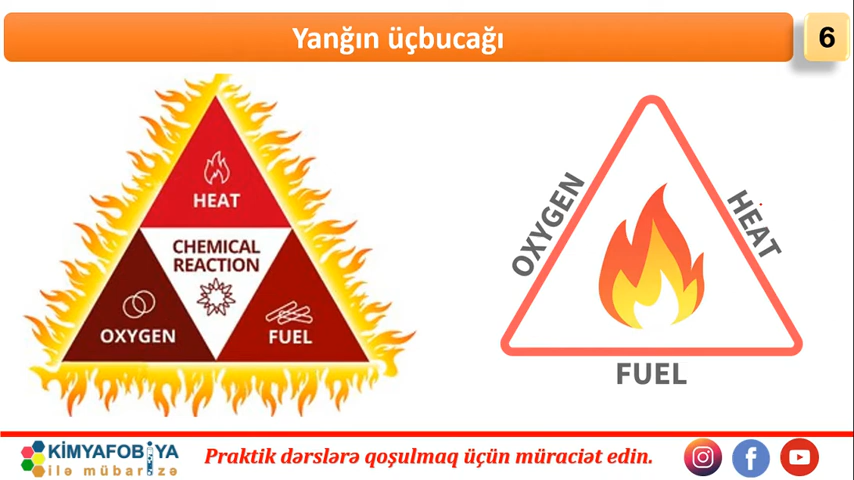 Yanğın üçbucağı
6
HEAT
CHEMICAL
REACTION
OXYGEN
FUEL
OXYGEN
HEAT
FUEL
KİMYAFOBİYA
ilə mübarizə
Praktik dərslərə qoşulmaq üçün müraciət edin.